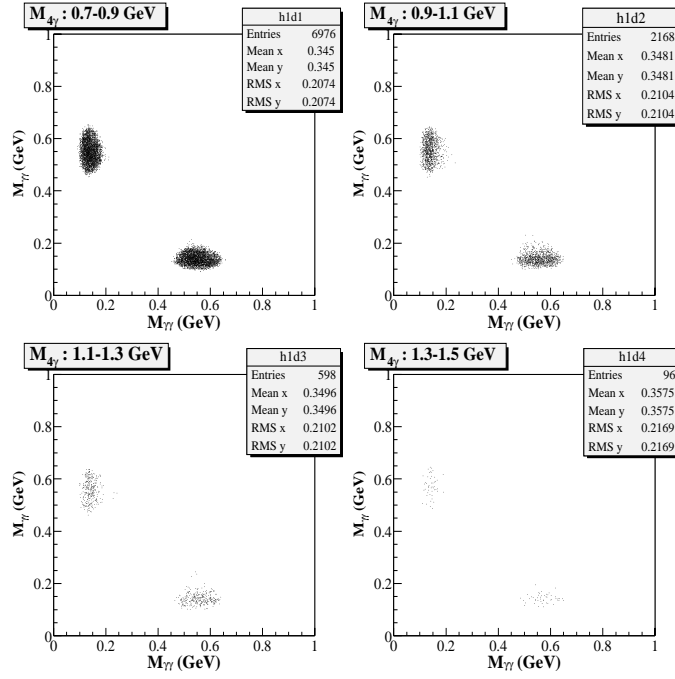 M4γ : 0.7-0.9 GeV
h1d1
Entries 6976
Mean x 0.345
Mean y 0.345
RMS x 0.2074
RMS y 0.2074
Mγγ (GeV)
1
0.8
0.6
0.4
0.2
0
0 0.2 0.4 0.6 0.8 1
Mγγ (GeV)
M4γ : 0.9-1.1 GeV
h1d2
Entries 2168
Mean x 0.3481
Mean y 0.3481
RMS x 0.2104
RMS y 0.2104
Mγγ (GeV)
1
0.8
0.6
0.4
0.2
0
0 0.2 0.4 0.6 0.8 1
Mγγ (GeV)
M4γ : 1.1-1.3 GeV
h1d3
Entries 598
Mean x 0.3496
Mean y 0.3496
RMS x 0.2102
RMS y 0.2102
Mγγ (GeV)
1
0.8
0.6
0.4
0.2
0
0 0.2 0.4 0.6 0.8 1
Mγγ (GeV)
M4γ : 1.3-1.5 GeV
h1d4
Entries 96
Mean x 0.3575
Mean y 0.3575
RMS x 0.2169
RMS y 0.2169
Mγγ (GeV)
1
0.8
0.6
0.4
0.2
0
0 0.2 0.4 0.6 0.8 1
Mγγ (GeV)